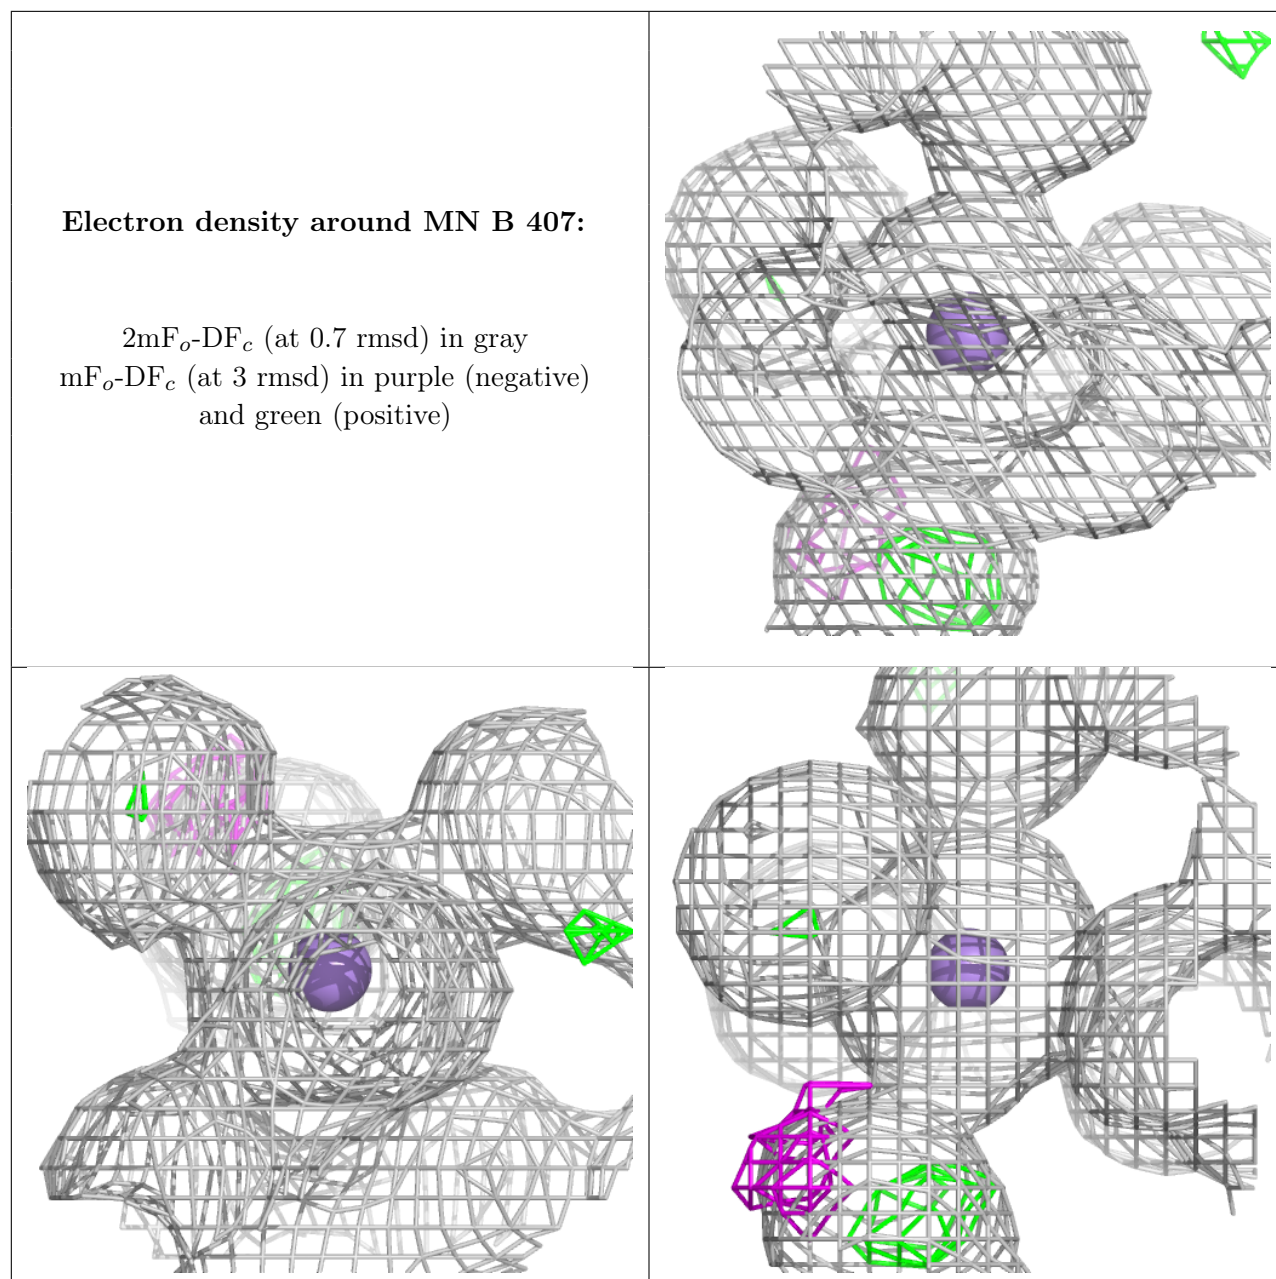 Electron density around MN B 407:
2mFo-DFc (at 0.7 rmsd) in gray
mFo-DFc (at 3 rmsd) in purple (negative)
and green (positive)